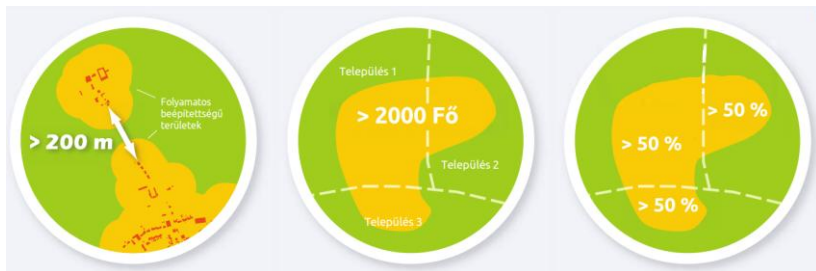 Folyamatos
beépítettségű
területek
> 200 m
Település 1
> 2000 Fő
Település 2
Település 3
> 50 %
> 50 %
> 50 %